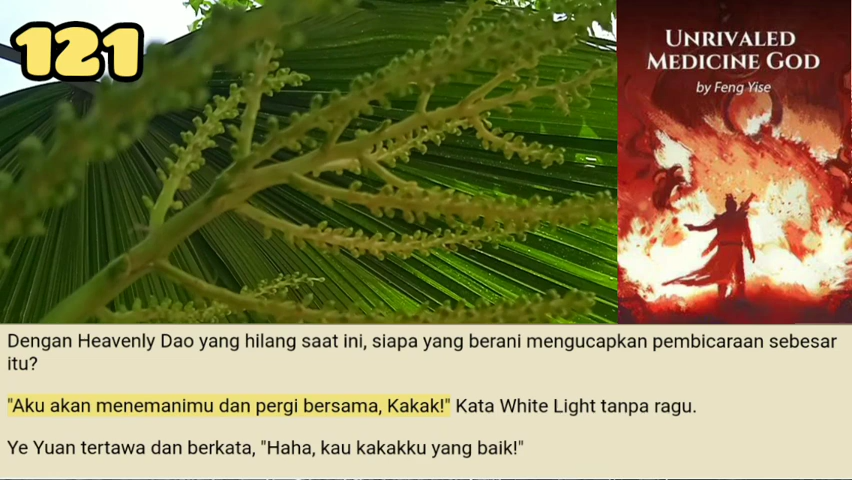 121
UNRIVALED
MEDICINE GOD
by Feng Yise
Dengan Heavenly Dao yang hilang saat ini, siapa yang berani mengucapkan pembicaraan sebesar
itu?
"Aku akan menemanimu dan pergi bersama, Kakak!" Kata White Light tanpa ragu.
Ye Yuan tertawa dan berkata, "Haha, kau kakakku yang baik!"